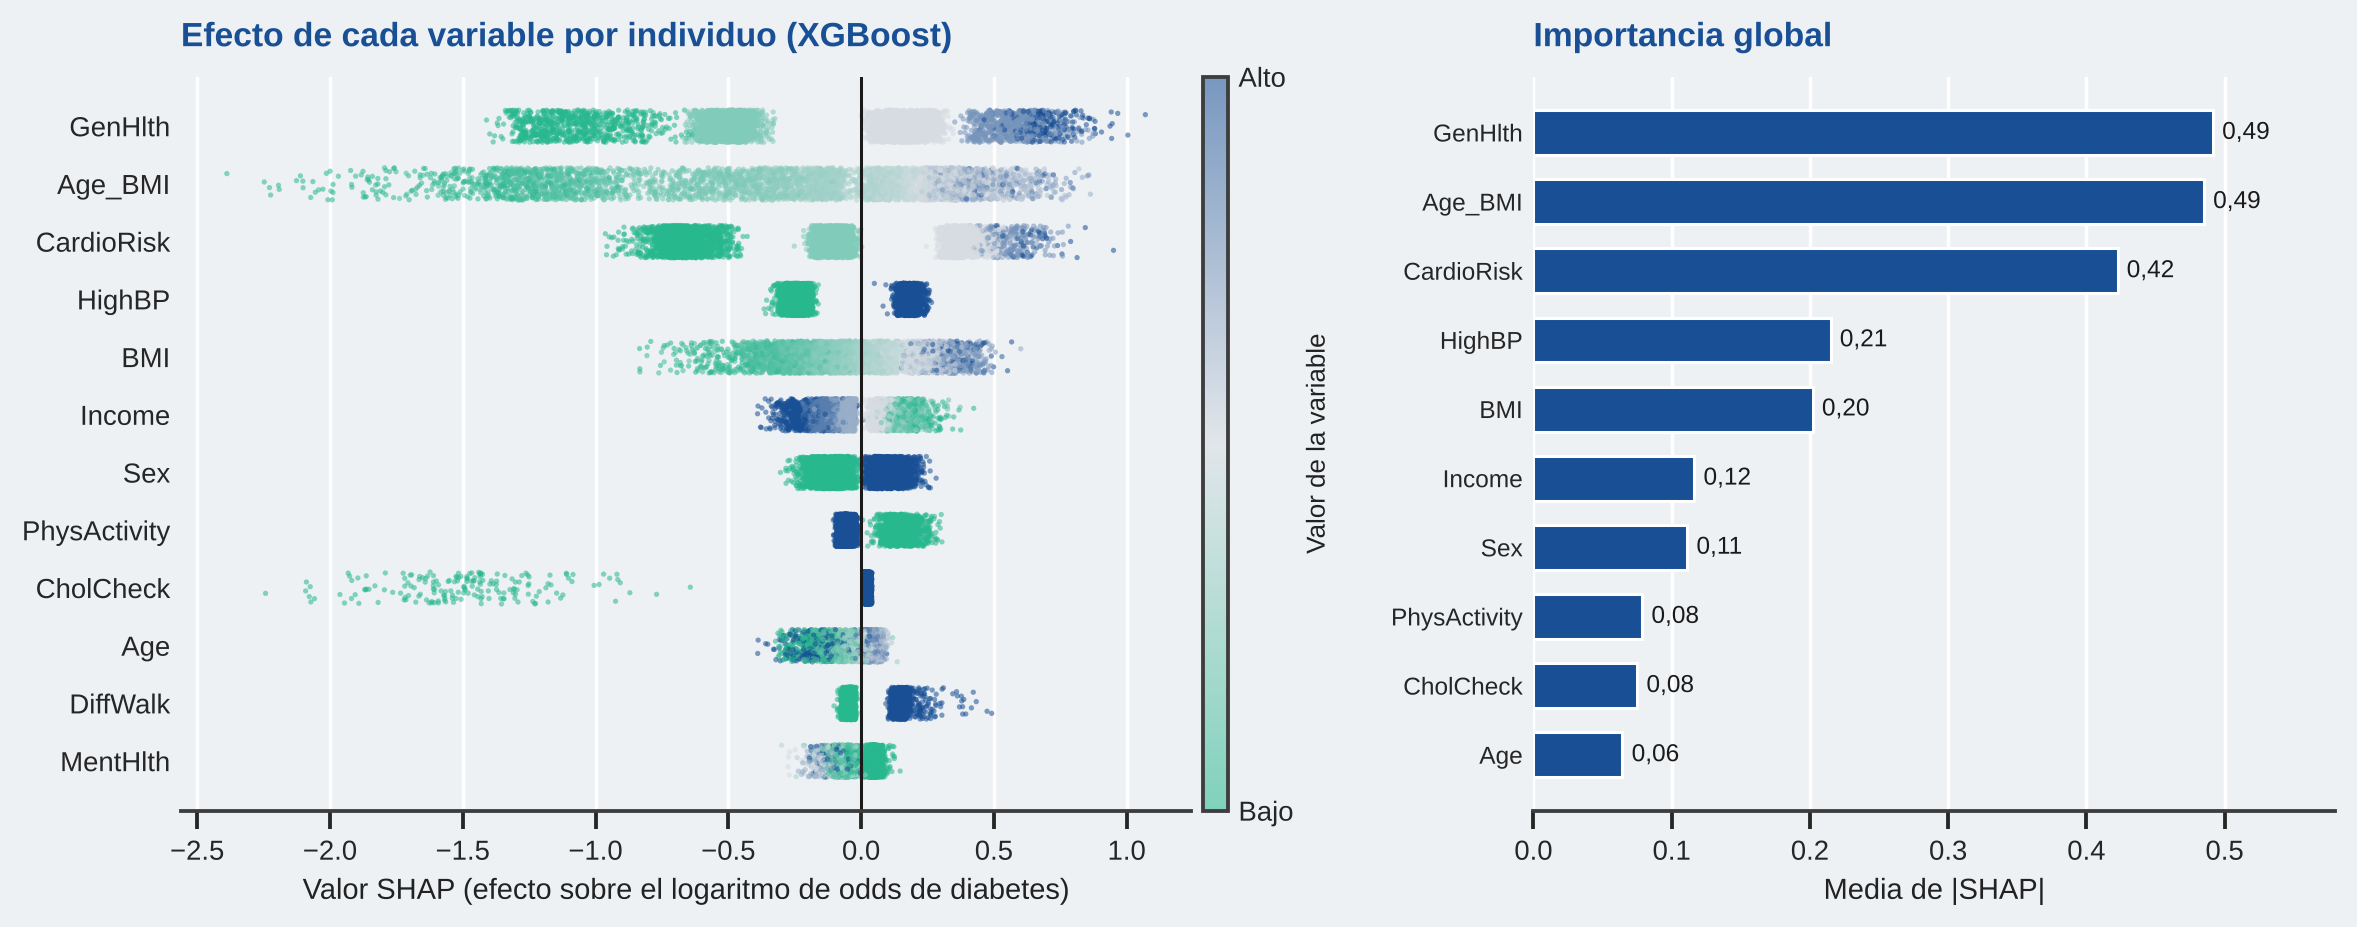 Efecto de cada variable por individuo (XGBoost)
GenHlth
Age_BMI
CardioRisk
HighBP
BMI
Income
Sex
PhysActivity
CholCheck
Age
DiffWalk
MentHlth
−2.5 −2.0 −1.5 −1.0 −0.5 0.0 0.5 1.0
Valor SHAP (efecto sobre el logaritmo de odds de diabetes)
Alto
Bajo
Valor de la variable
Importancia global
GenHlth 0,49
Age_BMI 0,49
CardioRisk 0,42
HighBP 0,21
BMI 0,20
Income 0,12
Sex 0,11
PhysActivity 0,08
CholCheck 0,08
Age 0,06
0.0 0.1 0.2 0.3 0.4 0.5
Media de |SHAP|